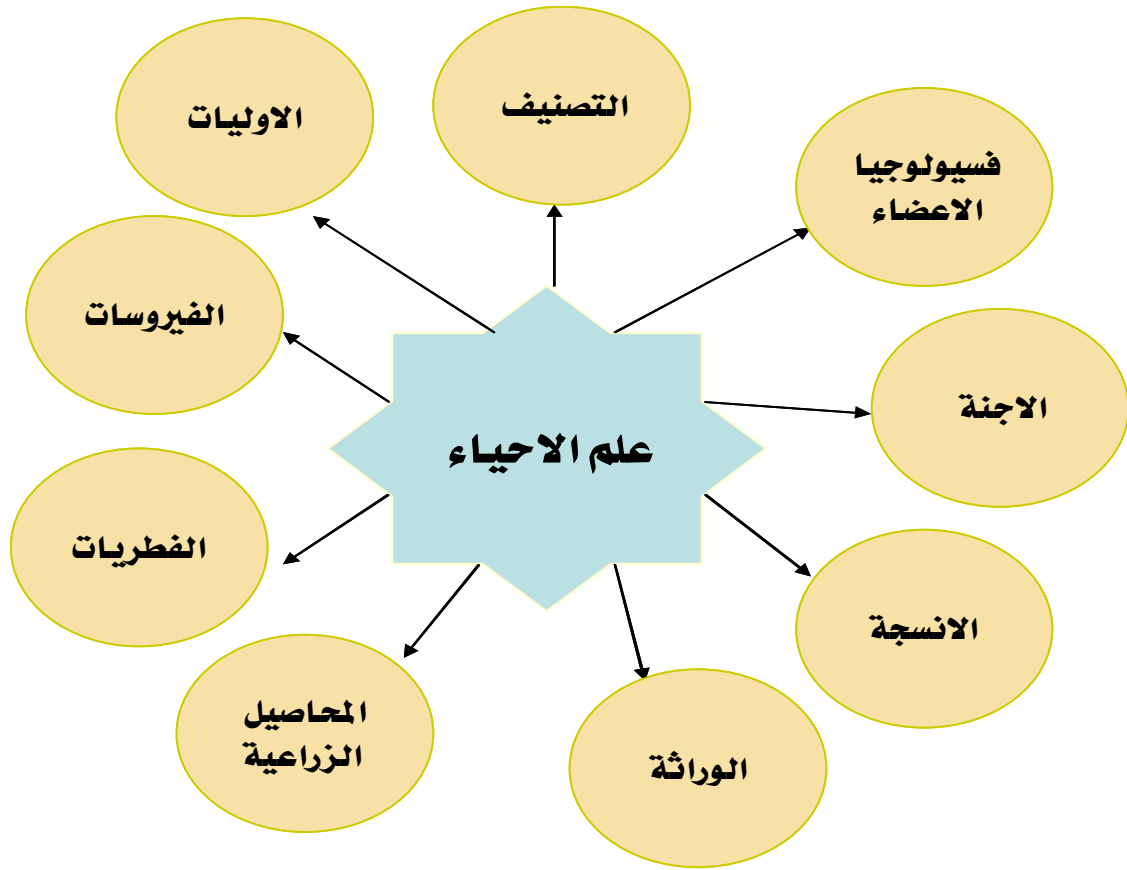 التصنيف
الاوليات
فسيولوجيا
الاعضاء
الفيروسات
الاجنة
علم الاحياء
الفطريات
الانسجة
المحاصيل
الزراعية
الوراثة